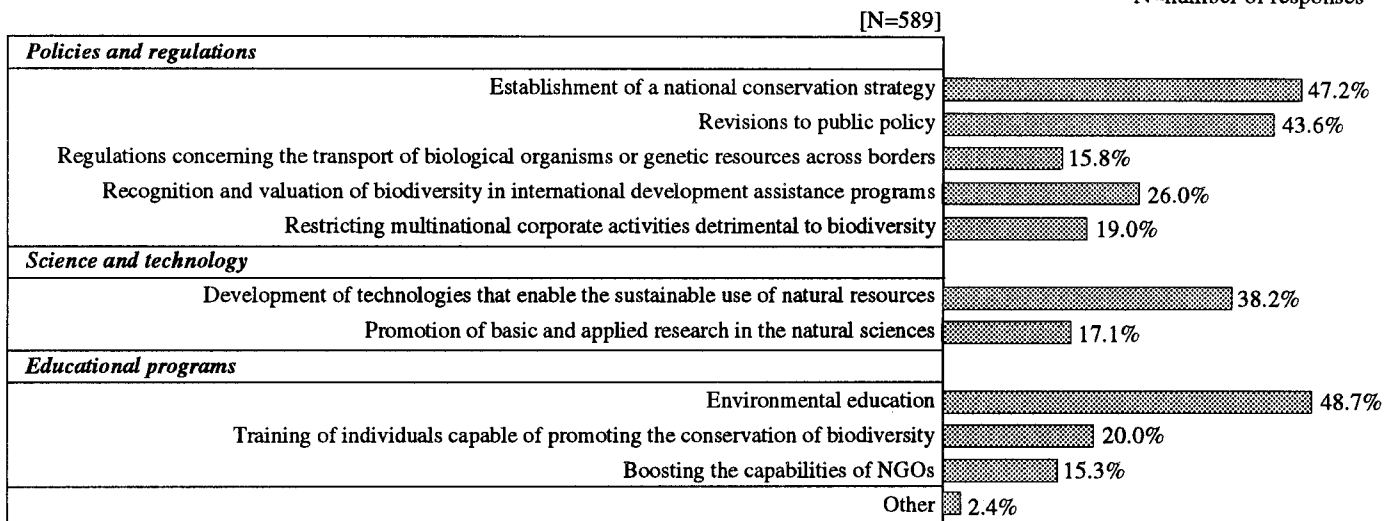 N=number of responses
[N=589]
Policies and regulations
Establishment of a national conservation strategy 47.2%
Revisions to public policy 43.6%
Regulations concerning the transport of biological organisms or genetic resources across borders 15.8%
Recognition and valuation of biodiversity in international development assistance programs 26.0%
Restricting multinational corporate activities detrimental to biodiversity 19.0%
Science and technology
Development of technologies that enable the sustainable use of natural resources 38.2%
Promotion of basic and applied research in the natural sciences 17.1%
Educational programs
Environmental education 48.7%
Training of individuals capable of promoting the conservation of biodiversity 20.0%
Boosting the capabilities of NGOs 15.3%
Other 2.4%